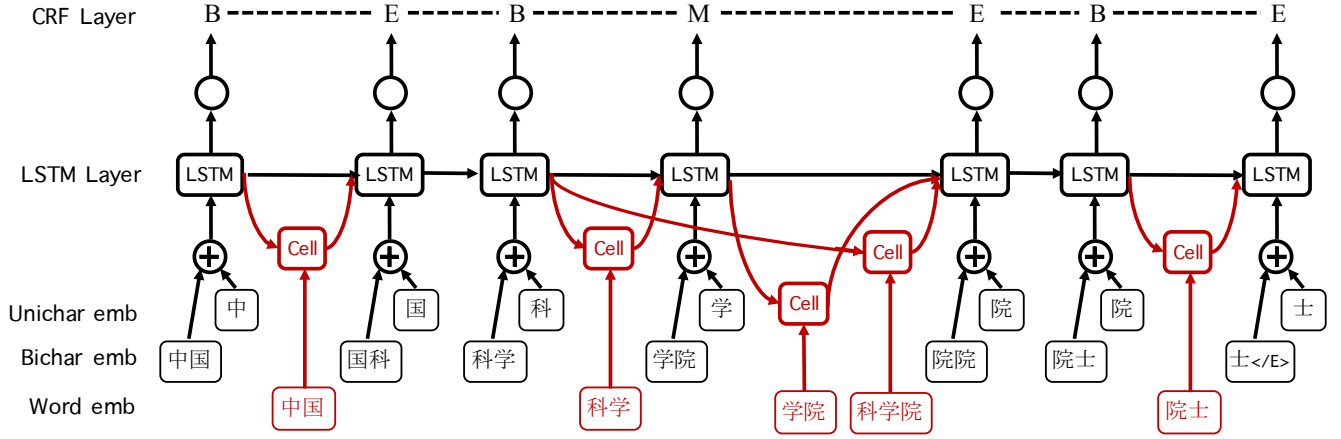 CRF Layer B E B M E B E
LSTM Layer LSTM LSTM LSTM LSTM LSTM LSTM LSTM
Cell Cell Cell Cell
Cell
Unichar emb 中 国 科 学 院 院 士
Bichar emb 中国 国科 科学 学院 院院 院士 士</E>
Word emb 中国 科学 学院 科学院 院士